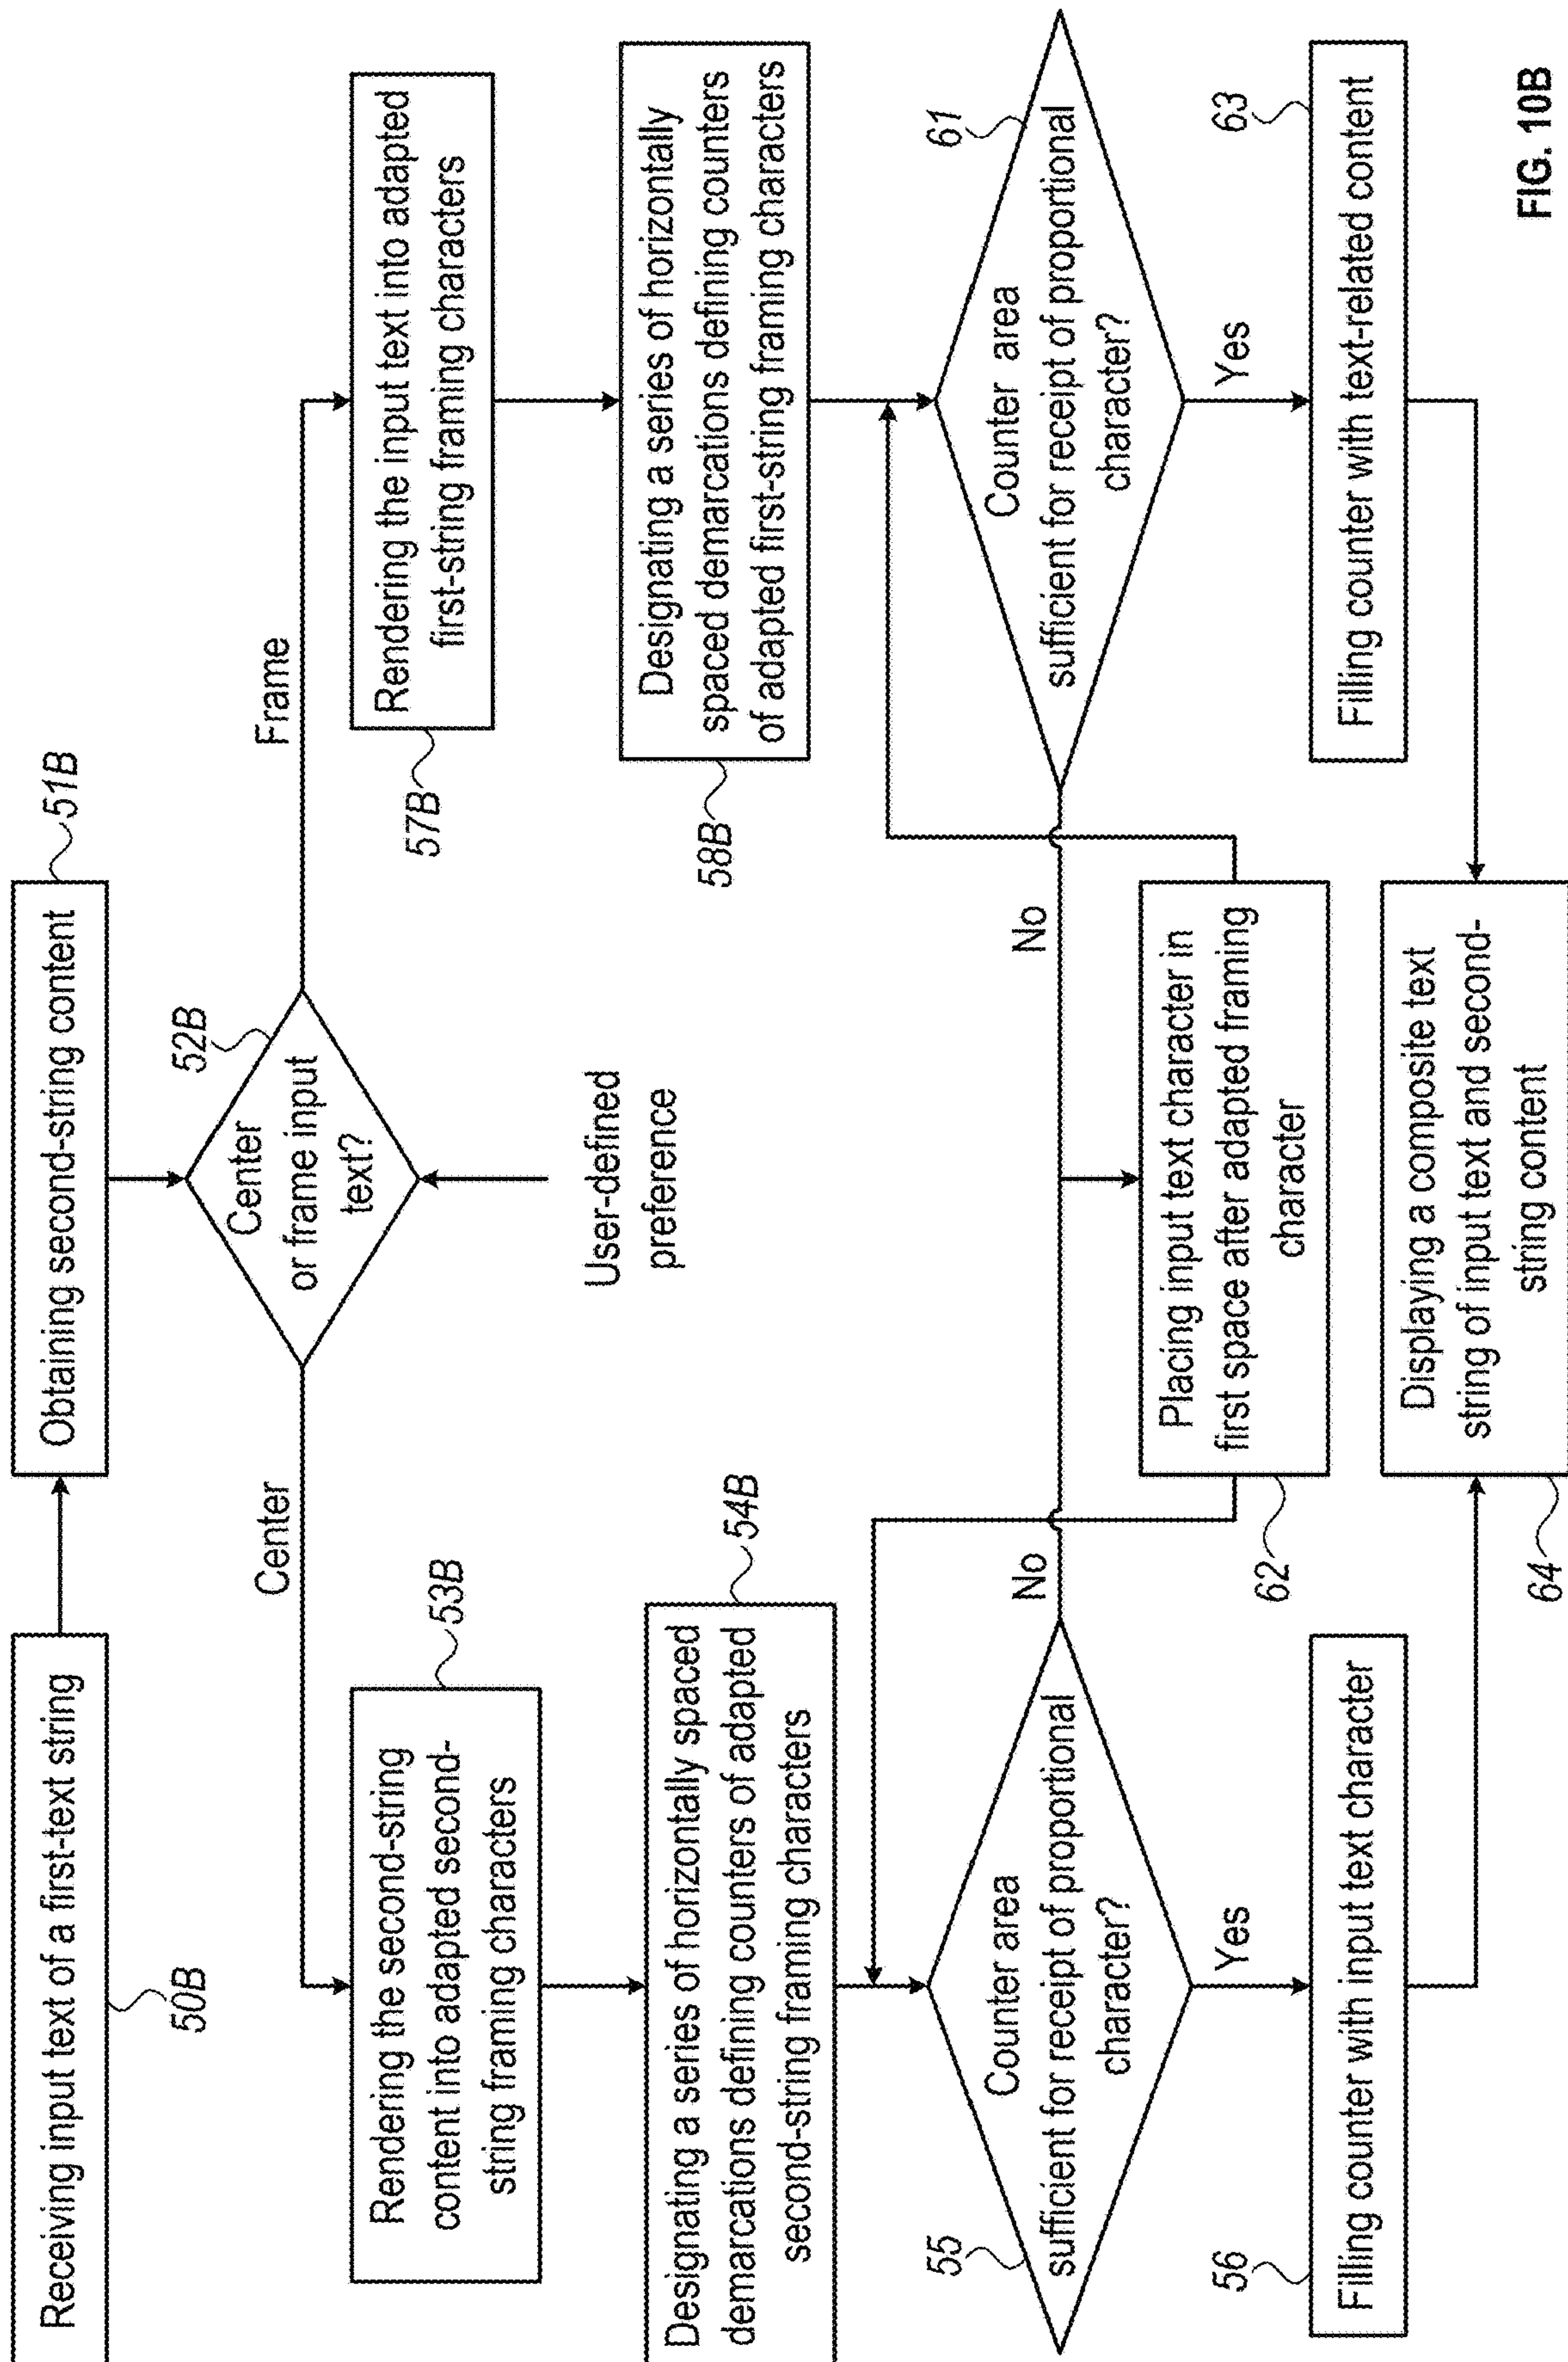 Receiving input text of a first-text string
50B
Obtaining second-string content
51B
Center
or frame input
text?
52B
User-defined
preference
Center
Frame
Rendering the second-string
content into adapted second-
string framing characters
53B
Rendering the input text into adapted
first-string framing characters
57B
Designating a series of horizontally spaced
demarcations defining counters of adapted
second-string framing characters
54B
Designating a series of horizontally
spaced demarcations defining counters
of adapted first-string framing characters
58B
Counter area
sufficient for receipt of proportional
character?
55
No
No
Counter area
sufficient for receipt of proportional
character?
61
Yes
Placing input text character in
first space after adapted framing
character
62
Yes
Filling counter with input text character
56
Filling counter with text-related content
63
Displaying a composite text
string of input text and second-
string content
64
FIG. 10B